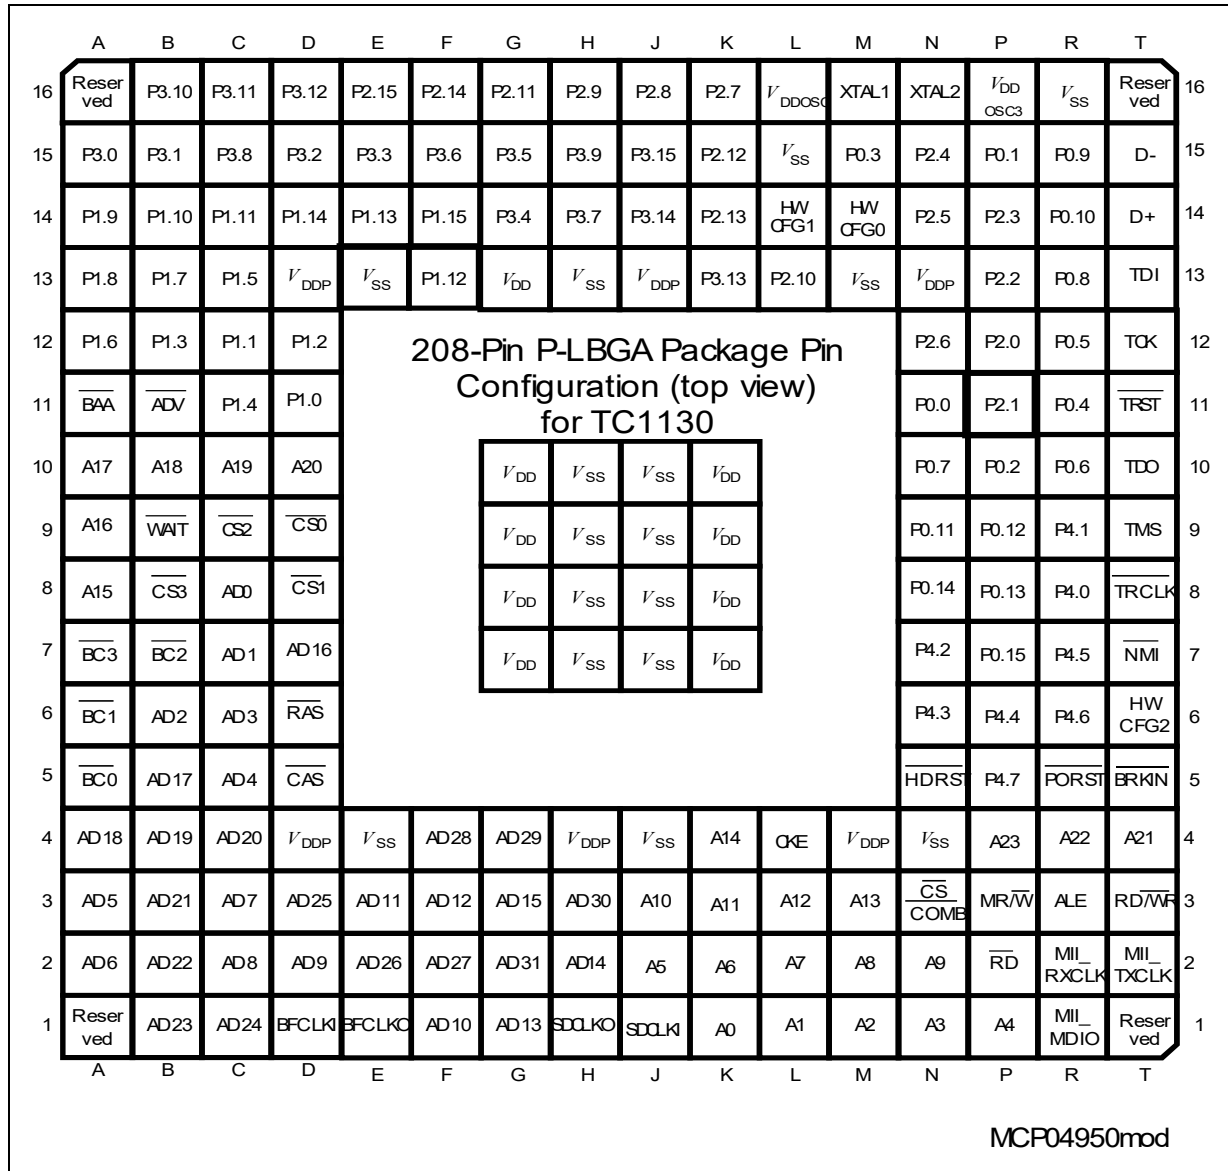 A B C D E F G H J K L M N P R T
16 Reser ved P3.10 P3.11 P3.12 P2.15 P2.14 P2.11 P2.9 P2.8 P2.7 VDDOSC XTAL1 XTAL2 VDD OSC3 VSS Reser ved 16
15 P3.0 P3.1 P3.8 P3.2 P3.3 P3.6 P3.5 P3.9 P3.15 P2.12 VSS P0.3 P2.4 P0.1 P0.9 D- 15
14 P1.9 P1.10 P1.11 P1.14 P1.13 P1.15 P3.4 P3.7 P3.14 P2.13 HW CFG1 HW CFG0 P2.5 P2.3 P0.10 D+ 14
13 P1.8 P1.7 P1.5 VDDP VSS P1.12 VDD VSS VDDP P3.13 P2.10 VSS VDDP P2.2 P0.8 TDI 13
12 P1.6 P1.3 P1.1 P1.2 208-Pin P-LBGA Package Pin P2.6 P2.0 P0.5 TCK 12
Configuration (top view)
11 BAA ADV P1.4 P1.0 for TC1130 P0.0 P2.1 P0.4 TRST 11
10 A17 A18 A19 A20 VDD VSS VSS VDD P0.7 P0.2 P0.6 TDO 10
9 A16 WAIT CS2 CS0 VDD VSS VSS VDD P0.11 P0.12 P4.1 TMS 9
8 A15 CS3 AD0 CS1 VDD VSS VSS VDD P0.14 P0.13 P4.0 TRCLK 8
7 BC3 BC2 AD1 AD16 VDD VSS VSS VDD P4.2 P0.15 P4.5 NMI 7
6 BC1 AD2 AD3 RAS P4.3 P4.4 P4.6 HW CFG2 6
5 BC0 AD17 AD4 CAS HDRST P4.7 PORST BRKIN 5
4 AD18 AD19 AD20 VDDP VSS AD28 AD29 VDDP VSS A14 CKE VDDP VSS A23 A22 A21 4
3 AD5 AD21 AD7 AD25 AD11 AD12 AD15 AD30 A10 A11 A12 A13 CS COMB MR/W ALE RD/WR 3
2 AD6 AD22 AD8 AD9 AD26 AD27 AD31 AD14 A5 A6 A7 A8 A9 RD MII_ RXCLK MII_ TXCLK 2
1 Reser ved AD23 AD24 BFCLKI BFCLKO AD10 AD13 SDCLKO SDCLKI A0 A1 A2 A3 A4 MII_ MDIO Reser ved 1
A B C D E F G H J K L M N P R T
MCP04950mod